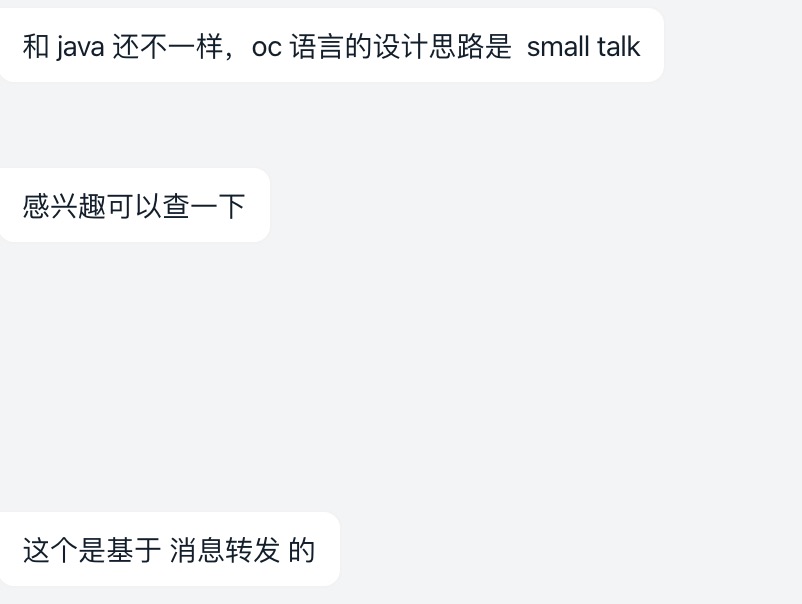 和 java 还不一样，oc 语言的设计思路是  small talk
感兴趣可以查一下
这个是基于 消息转发 的